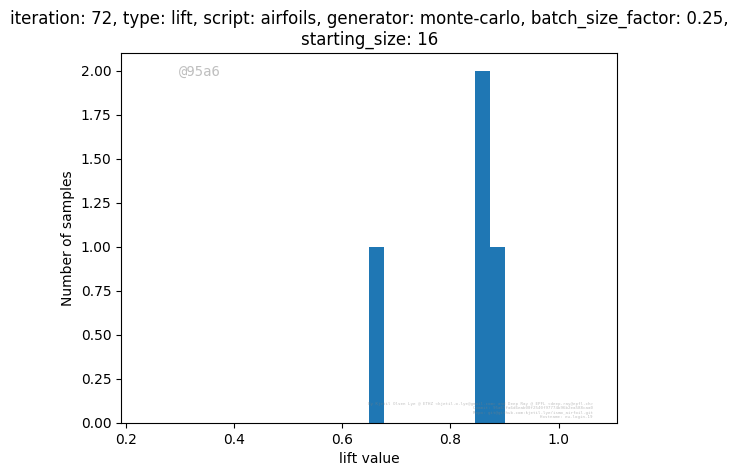 iteration: 72, type: lift, script: airfoils, generator: monte-carlo, batch_size_factor: 0.25,
starting_size: 16
@95a6
2.00
1.75
1.50
1.25
1.00
0.75
0.50
0.25
0.00
Number of samples
0.2 0.4 0.6 0.8 1.0
lift value